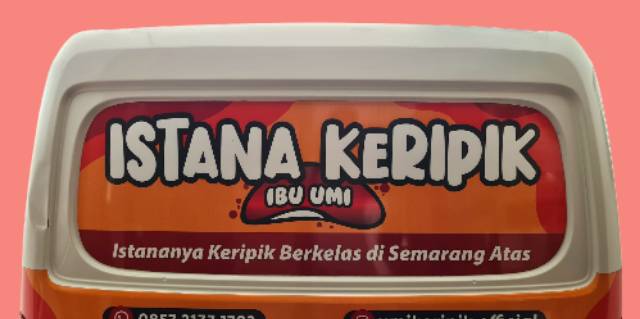 ISTANA KERIPIK
IBU UMI
Istananya Keripik Berkelas di Semarang Atas